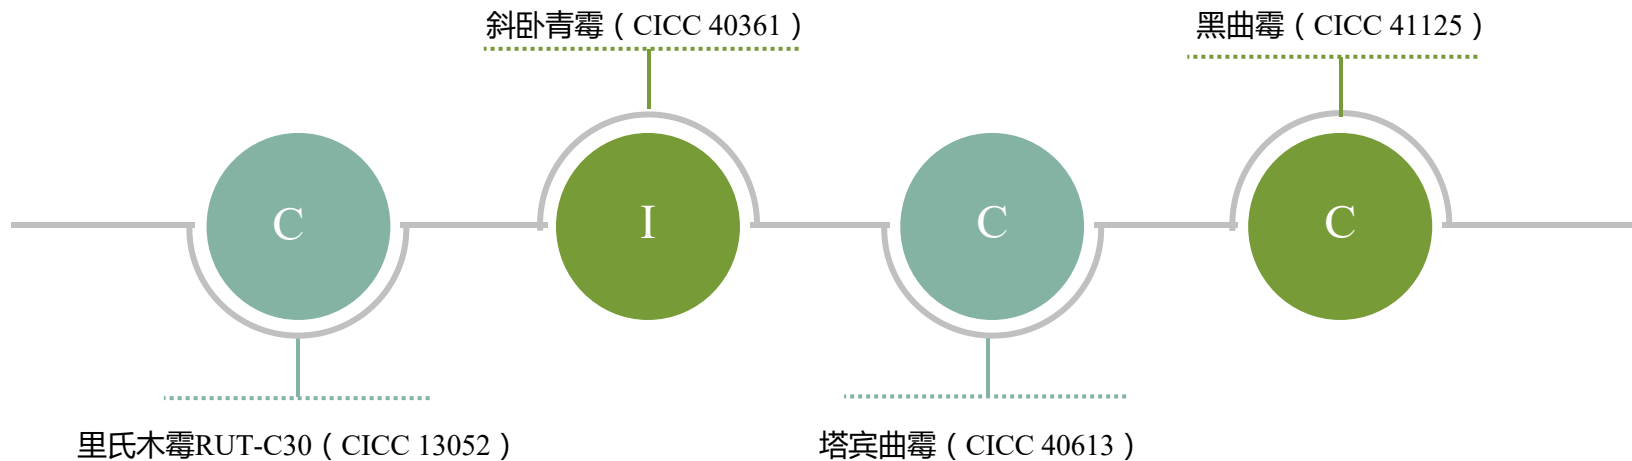 斜卧青霉（CICC 40361）
黑曲霉（CICC 41125）
C
I
C
C
里氏木霉RUT-C30（CICC 13052）
塔宾曲霉（CICC 40613）